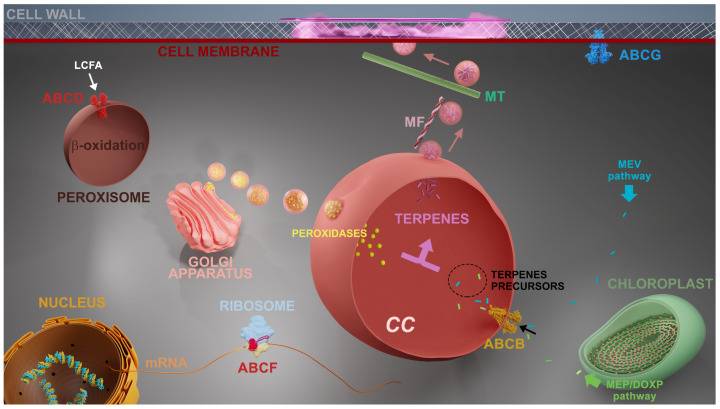 CELL WALL
CELL MEMBRANE
ABCG
LCFA
ABCD
MT
MF
β-oxidation
PEROXISOME
MEV
pathway
TERPENES
PEROXIDASES
GOLGI
APPARATUS
TERPENES
PRECURSORS
CHLOROPLAST
NUCLEUS
RIBOSOME
CC
ABCB
mRNA
ABCF
MEP/DOXP
pathway